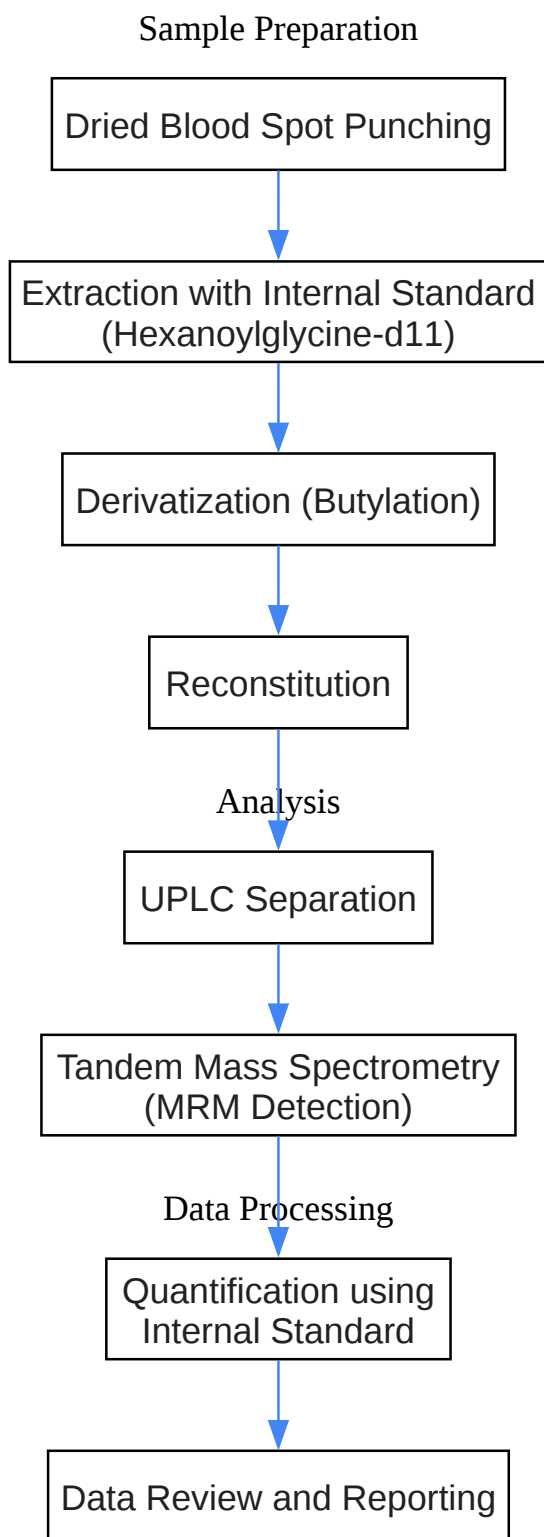 Sample Preparation
Dried Blood Spot Punching
Extraction with Internal Standard
(Hexanoylglycine-d11)
Derivatization (Butylation)
Reconstitution
Analysis
UPLC Separation
Tandem Mass Spectrometry
(MRM Detection)
Data Processing
Quantification using
Internal Standard
Data Review and Reporting